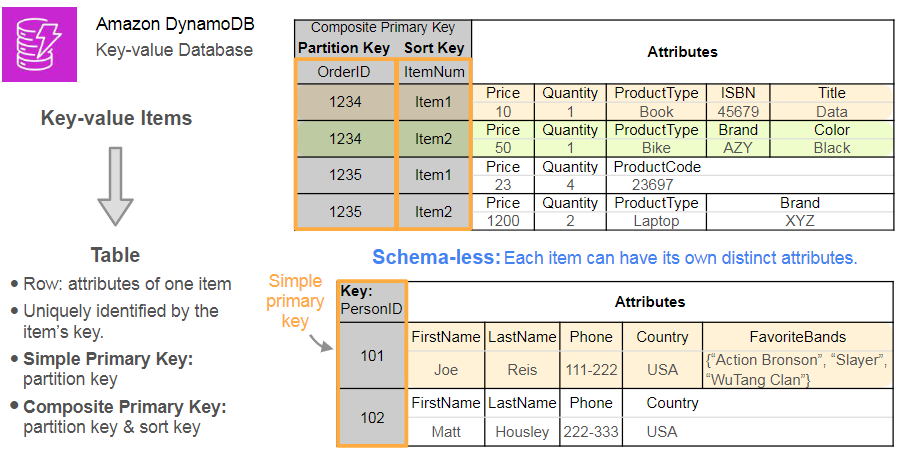 Amazon DynamoDB
Key-value Database
Key-value Items
Table
• Row: attributes of one item
• Uniquely identified by the
item's key.
• Simple Primary Key:
partition key
• Composite Primary Key:
partition key & sort key
Composite Primary Key
Partition Key Sort Key Attributes
OrderID ItemNum
1234 Item1 Price Quantity ProductType ISBN Title
10 1 Book 45679 Data
1234 Item2 Price Quantity ProductType Brand Color
50 1 Bike AZY Black
1235 Item1 Price Quantity ProductCode
23 4 23697
1235 Item2 Price Quantity ProductType Brand
1200 2 Laptop XYZ
Schema-less: Each item can have its own distinct attributes.
Simple
primary
key
Key:
PersonID Attributes
101 FirstName LastName Phone Country FavoriteBands
Joe Reis 111-222 USA {“Action Bronson”, “Slayer”,
“WuTang Clan”}
102 FirstName LastName Phone Country
Matt Housley 222-333 USA